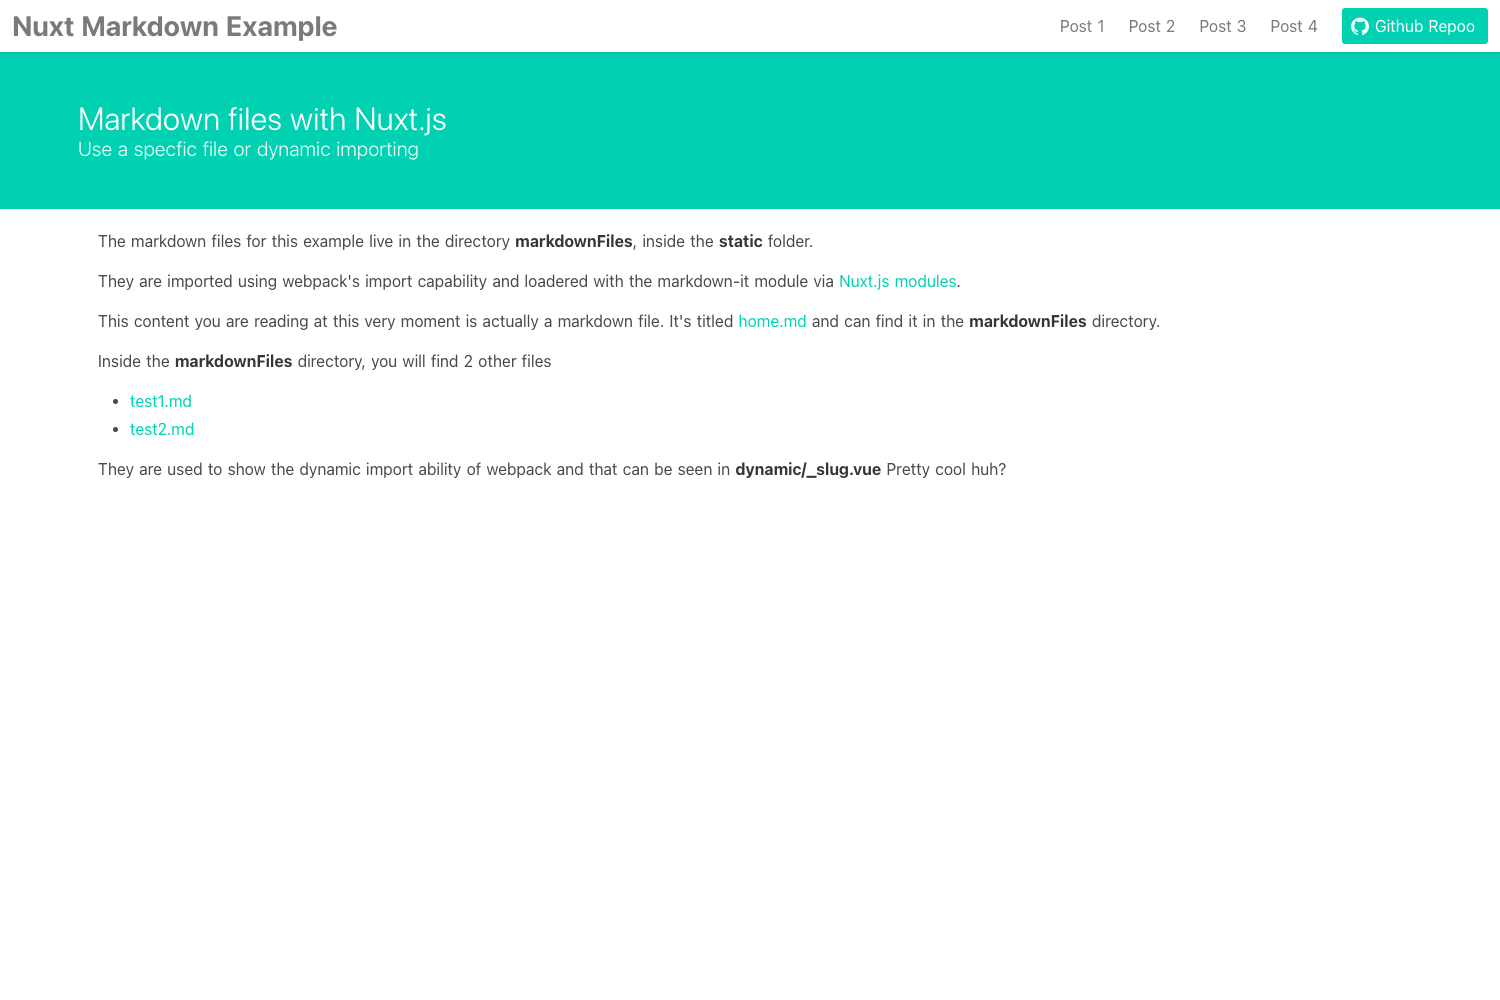 Nuxt Markdown Example
Post 1
Post 2
Post 3
Post 4
Github Repoo
Markdown files with Nuxt.js
Use a specfic file or dynamic importing
The markdown files for this example live in the directory markdownFiles, inside the static folder.
They are imported using webpack's import capability and loadered with the markdown-it module via Nuxt.js modules.
This content you are reading at this very moment is actually a markdown file. It's titled home.md and can find it in the markdownFiles directory.
Inside the markdownFiles directory, you will find 2 other files
• test1.md
• test2.md
They are used to show the dynamic import ability of webpack and that can be seen in dynamic/_slug.vue Pretty cool huh?